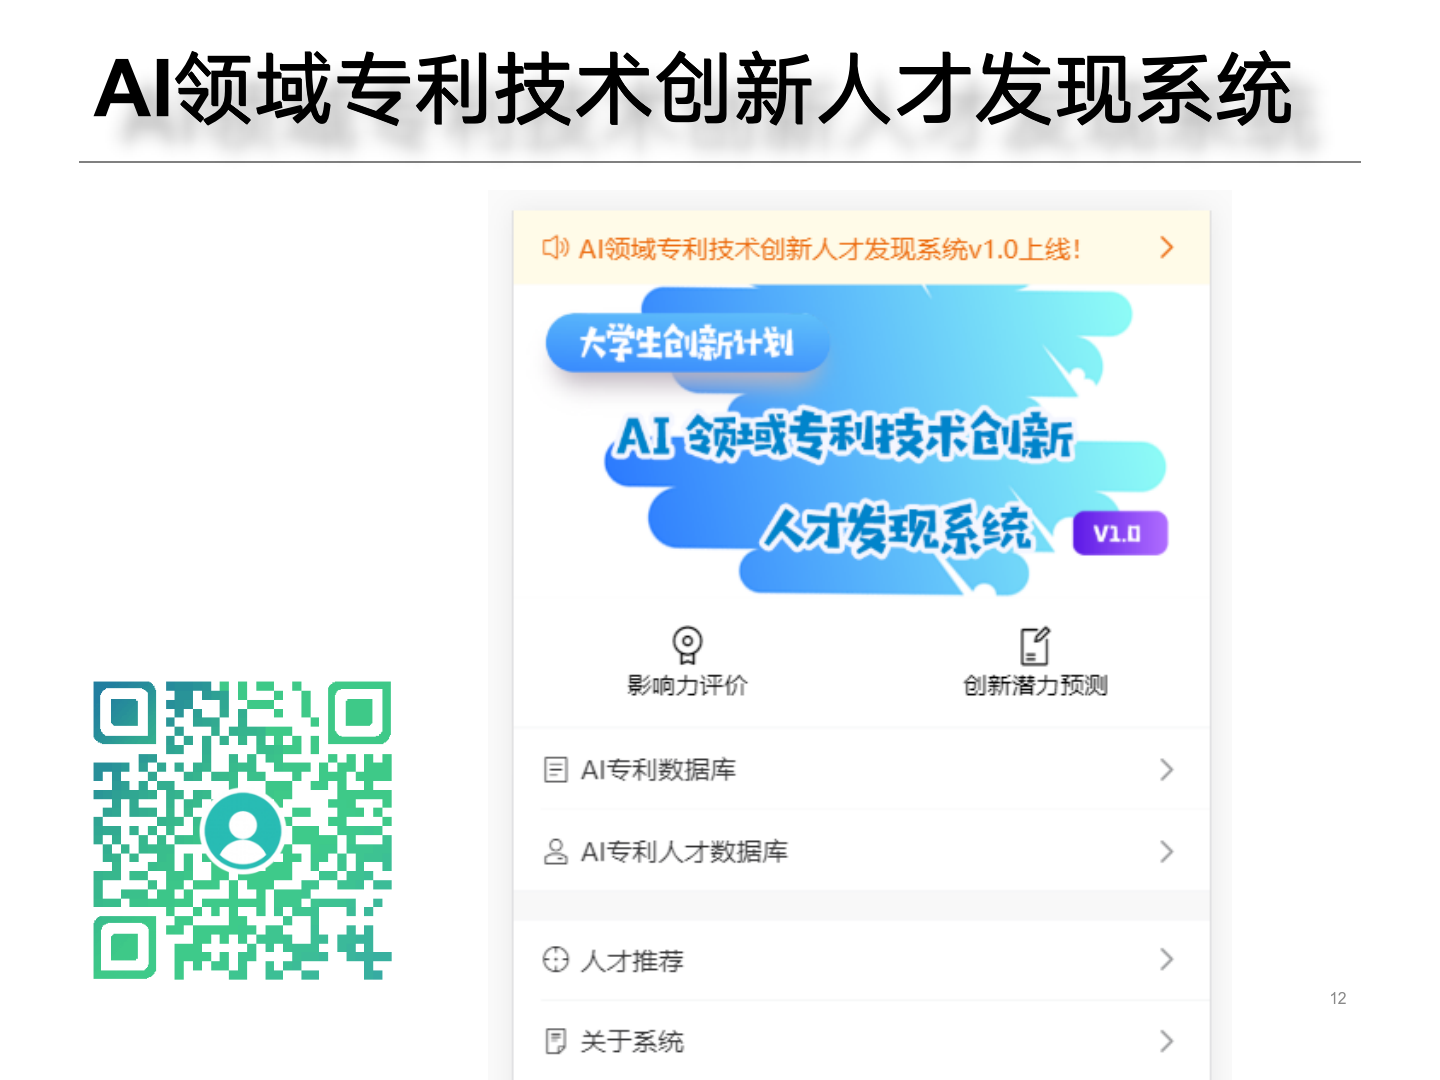 AI领域专利技术创新人才发现系统
AI领域专利技术创新人才发现系统v1.0上线!
大学生创新计划
AI 领域专利技术创新
人才发现系统
V1.0
影响力评价
创新潜力预测
AI专利数据库
AI专利人才数据库
人才推荐
关于系统
12